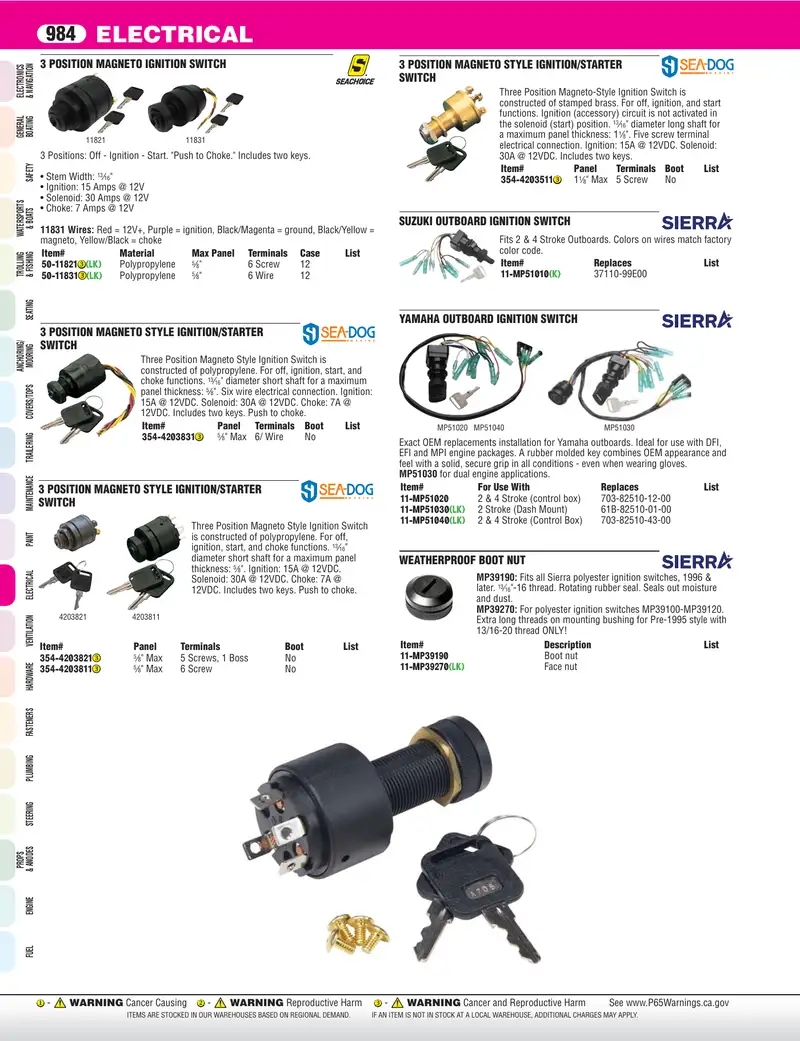 984 ELECTRICAL
ELECTRONICS
& NAVIGATION
GENERAL
BOATING
SAFETY
WATERSPORTS
& BOATS
TROLLING
& FISHING
SEATING
ANCHORING/
MOORING
COVERS/TOPS
TRAILERING
MAINTENANCE
PAINT
ELECTRICAL
VENTILATION
HARDWARE
FASTENERS
PLUMBING
STEERING
PROPS
& ANODES
ENGINE
FUEL
3 POSITION MAGNETO IGNITION SWITCH
SEACHOICE
11821 11831
3 Positions: Off - Ignition - Start. "Push to Choke." Includes two keys.
• Stem Width: 13⁄16"
• Ignition: 15 Amps @ 12V
• Solenoid: 30 Amps @ 12V
• Choke: 7 Amps @ 12V
11831 Wires: Red = 12V+, Purple = ignition, Black/Magenta = ground, Black/Yellow =
magneto, Yellow/Black = choke
Item# Material Max Panel Terminals Case List
50-11821 3 (LK) Polypropylene 5⁄8" 6 Screw 12
50-11831 3 (LK) Polypropylene 5⁄8" 6 Wire 12
3 POSITION MAGNETO STYLE IGNITION/STARTER
SWITCH
SEA-DOG
MARINE
Three Position Magneto Style Ignition Switch is
constructed of polypropylene. For off, ignition, start, and
choke functions. 13⁄16" diameter short shaft for a maximum
panel thickness: 5⁄8". Six wire electrical connection. Ignition:
15A @ 12VDC. Solenoid: 30A @ 12VDC. Choke: 7A @
12VDC. Includes two keys. Push to choke.
Item# Panel Terminals Boot List
354-4203831 3 5⁄8" Max 6/ Wire No
3 POSITION MAGNETO STYLE IGNITION/STARTER
SWITCH
SEA-DOG
MARINE
Three Position Magneto Style Ignition Switch
is constructed of polypropylene. For off,
ignition, start, and choke functions. 13⁄16"
diameter short shaft for a maximum panel
thickness: 5⁄8". Ignition: 15A @ 12VDC.
Solenoid: 30A @ 12VDC. Choke: 7A @
12VDC. Includes two keys. Push to choke.
4203821 4203811
Item# Panel Terminals Boot List
354-4203821 3 5⁄8" Max 5 Screws, 1 Boss No
354-4203811 3 5⁄8" Max 6 Screw No
3 POSITION MAGNETO STYLE IGNITION/STARTER
SWITCH
SEA-DOG
MARINE
Three Position Magneto-Style Ignition Switch is
constructed of stamped brass. For off, ignition, and start
functions. Ignition (accessory) circuit is not activated in
the solenoid (start) position. 13⁄16" diameter long shaft for
a maximum panel thickness: 1 1⁄8". Five screw terminal
electrical connection. Ignition: 15A @ 12VDC. Solenoid:
30A @ 12VDC. Includes two keys.
Item# Panel Terminals Boot List
354-4203511 3 1 1⁄8" Max 5 Screw No
SUZUKI OUTBOARD IGNITION SWITCH
SIERRA
Fits 2 & 4 Stroke Outboards. Colors on wires match factory
color code.
Item# Replaces List
11-MP51010(K) 37110-99E00
YAMAHA OUTBOARD IGNITION SWITCH
SIERRA
MP51020 MP51040 MP51030
Exact OEM replacements installation for Yamaha outboards. Ideal for use with DFI,
EFI and MPI engine packages. A rubber molded key combines OEM appearance and
feel with a solid, secure grip in all conditions - even when wearing gloves.
MP51030 for dual engine applications.
Item# For Use With Replaces List
11-MP51020 2 & 4 Stroke (control box) 703-82510-12-00
11-MP51030(LK) 2 Stroke (Dash Mount) 61B-82510-01-00
11-MP51040(LK) 2 & 4 Stroke (Control Box) 703-82510-43-00
WEATHERPROOF BOOT NUT
SIERRA
MP39190: Fits all Sierra polyester ignition switches, 1996 &
later. 13⁄16"-16 thread. Rotating rubber seal. Seals out moisture
and dust.
MP39270: For polyester ignition switches MP39100-MP39120.
Extra long threads on mounting bushing for Pre-1995 style with
13/16-20 thread ONLY!
Item# Description List
11-MP39190 Boot nut
11-MP39270(LK) Face nut
A706
1 - WARNING Cancer Causing 2 - WARNING Reproductive Harm 3 - WARNING Cancer and Reproductive Harm See www.P65Warnings.ca.gov
ITEMS ARE STOCKED IN OUR WAREHOUSES BASED ON REGIONAL DEMAND. IF AN ITEM IS NOT IN STOCK AT A LOCAL WAREHOUSE, ADDITIONAL CHARGES MAY APPLY.